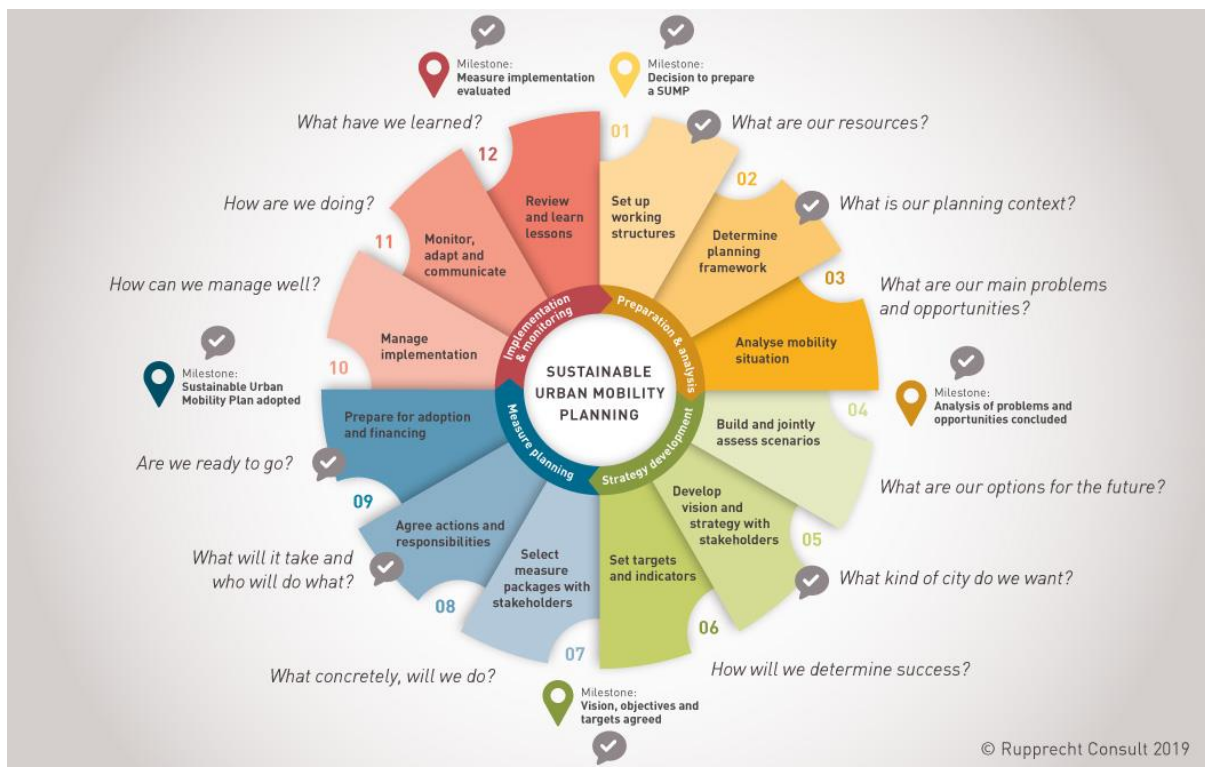 Milestone:
Measure implementation
evaluated
Milestone:
Decision to prepare
a SUMP
What have we learned?
What are our resources?
01
12
02
How are we doing?
What is our planning context?
Review
and learn
lessons
Set up
working
structures
11
Monitor,
adapt and
communicate
Determine
planning
framework
03
How can we manage well?
What are our main problems
and opportunities?
Manage
implementation
Analyse mobility
situation
Implementation
& monitoring
Preparation & analysis
10
Milestone:
Sustainable Urban
Mobility Plan adopted
SUSTAINABLE
URBAN MOBILITY
PLANNING
Milestone:
Analysis of problems and
opportunities concluded
04
Prepare for adoption
and financing
Build and jointly
assess scenarios
Measure planning
Strategy development
Are we ready to go?
What are our options for the future?
09
Agree actions and
responsibilities
Develop
vision and
strategy with
stakeholders
05
What will it take and
who will do what?
Select
measure
packages with
stakeholders
Set targets
and indicators
What kind of city do we want?
08
07
06
What concretely, will we do?
How will we determine success?
Milestone:
Vision, objectives and
targets agreed
© Rupprecht Consult 2019